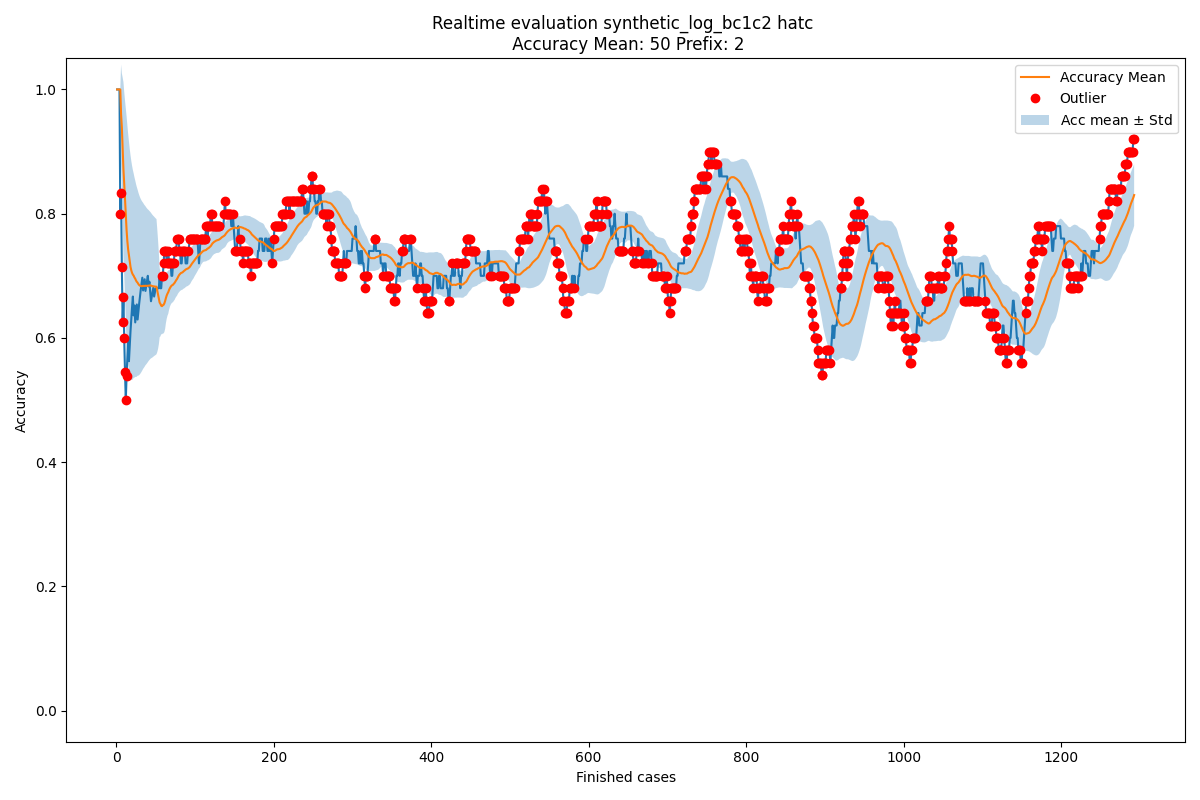 Realtime evaluation synthetic_log_bc1c2 hatc
Accuracy Mean: 50 Prefix: 2
Accuracy Mean
Outlier
Acc mean ± Std
1.0
0.8
0.6
0.4
0.2
0.0
Accuracy
0 200 400 600 800 1000 1200
Finished cases